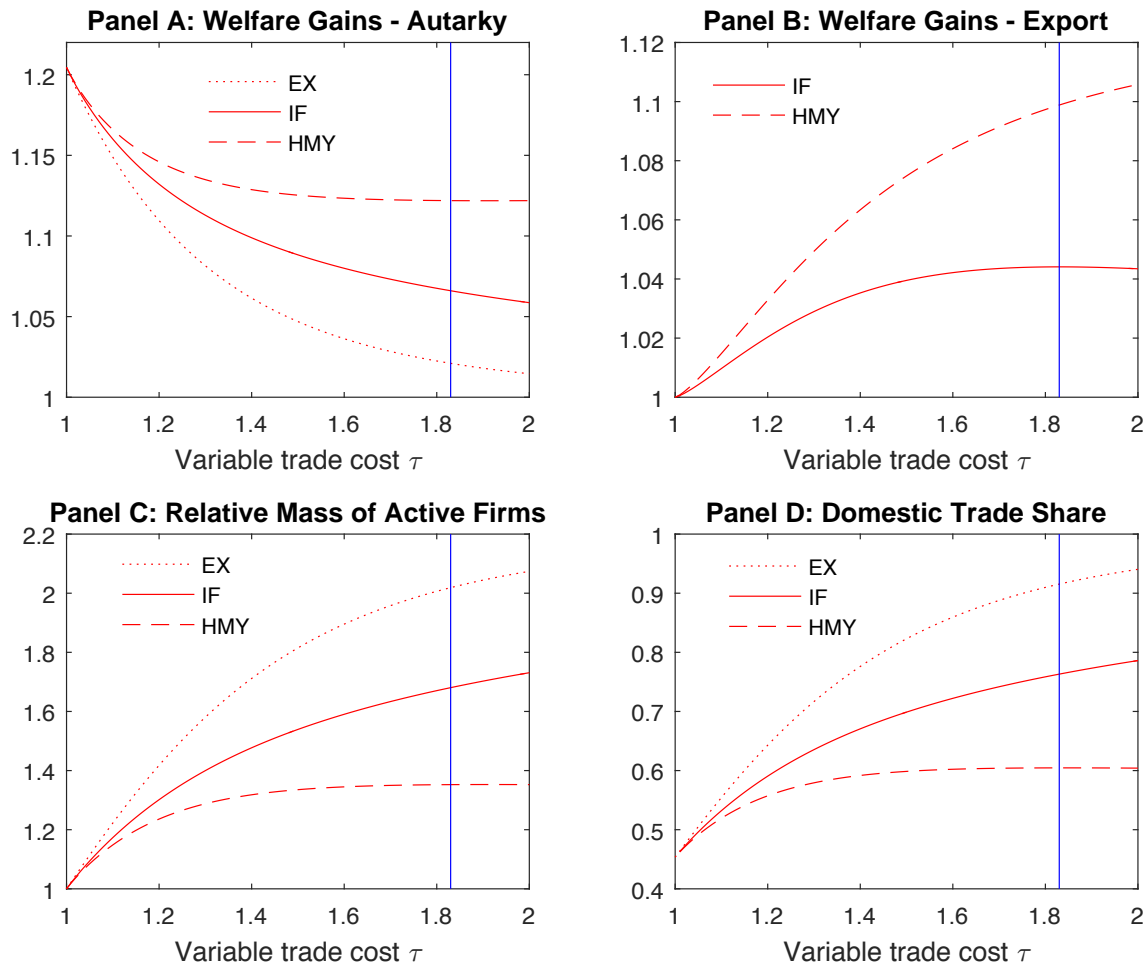 Panel A: Welfare Gains - Autarky
1.2
1.15
1.1
1.05
1
EX
IF
HMY
1 1.2 1.4 1.6 1.8 2
Variable trade cost τ
Panel B: Welfare Gains - Export
1.12
1.1
1.08
1.06
1.04
1.02
1
IF
HMY
1 1.2 1.4 1.6 1.8 2
Variable trade cost τ
Panel C: Relative Mass of Active Firms
2.2
2
1.8
1.6
1.4
1.2
1
EX
IF
HMY
1 1.2 1.4 1.6 1.8 2
Variable trade cost τ
Panel D: Domestic Trade Share
1
0.9
0.8
0.7
0.6
0.5
0.4
EX
IF
HMY
1 1.2 1.4 1.6 1.8 2
Variable trade cost τ